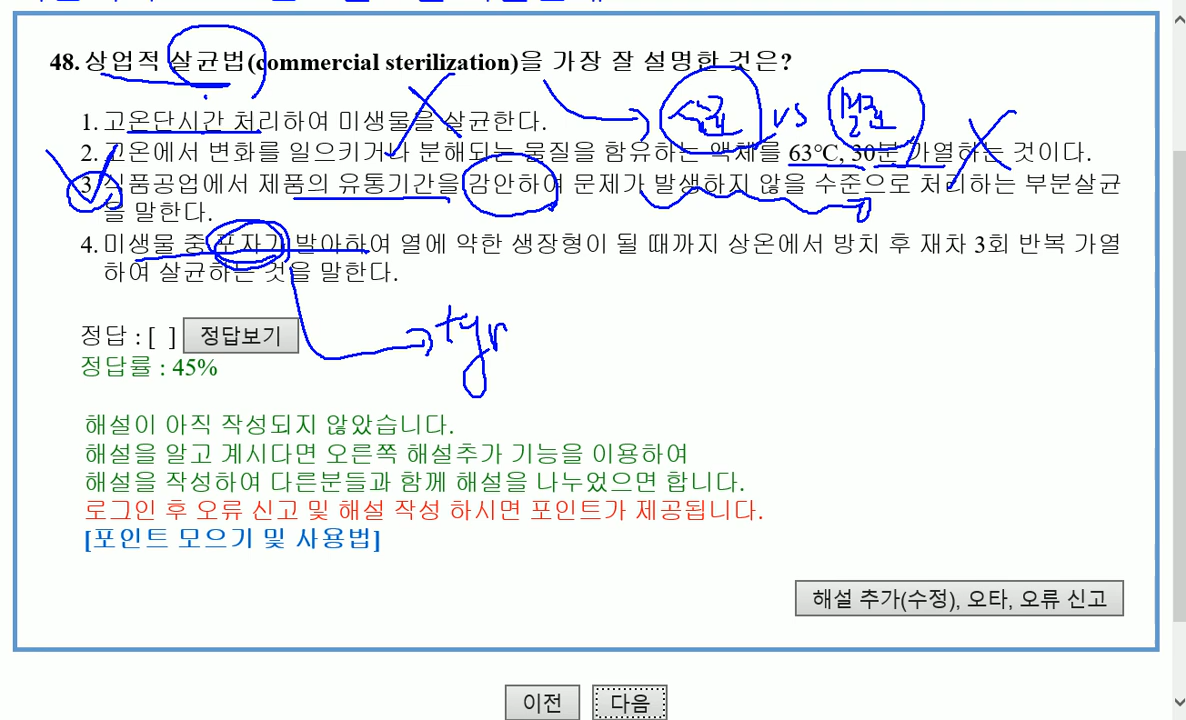 48. 상업적 살균법(commercial sterilization)을 가장 잘 설명한 것은?
살균 vs 멸균
1. 고온단시간 처리하여 미생물을 살균한다.
2. 고온에서 변화를 일으키거나 분해되는 물질을 함유하는 액체를 63℃, 30분 가열하는 것이다.
3. 식품공업에서 제품의 유통기간을 감안하여 문제가 발생하지 않을 수준으로 처리하는 부분살균
을 말한다.
4. 미생물 중 포자가 발아하여 열에 약한 생장형이 될 때까지 상온에서 방치 후 재차 3회 반복 가열
하여 살균하는 것을 말한다.
tyr
정답 : [ ] 정답보기
정답률 : 45%
해설이 아직 작성되지 않았습니다.
해설을 알고 계시다면 오른쪽 해설추가 기능을 이용하여
해설을 작성하여 다른분들과 함께 해설을 나누었으면 합니다.
로그인 후 오류 신고 및 해설 작성 하시면 포인트가 제공됩니다.
[포인트 모으기 및 사용법]
해설 추가(수정), 오타, 오류 신고
이전 다음